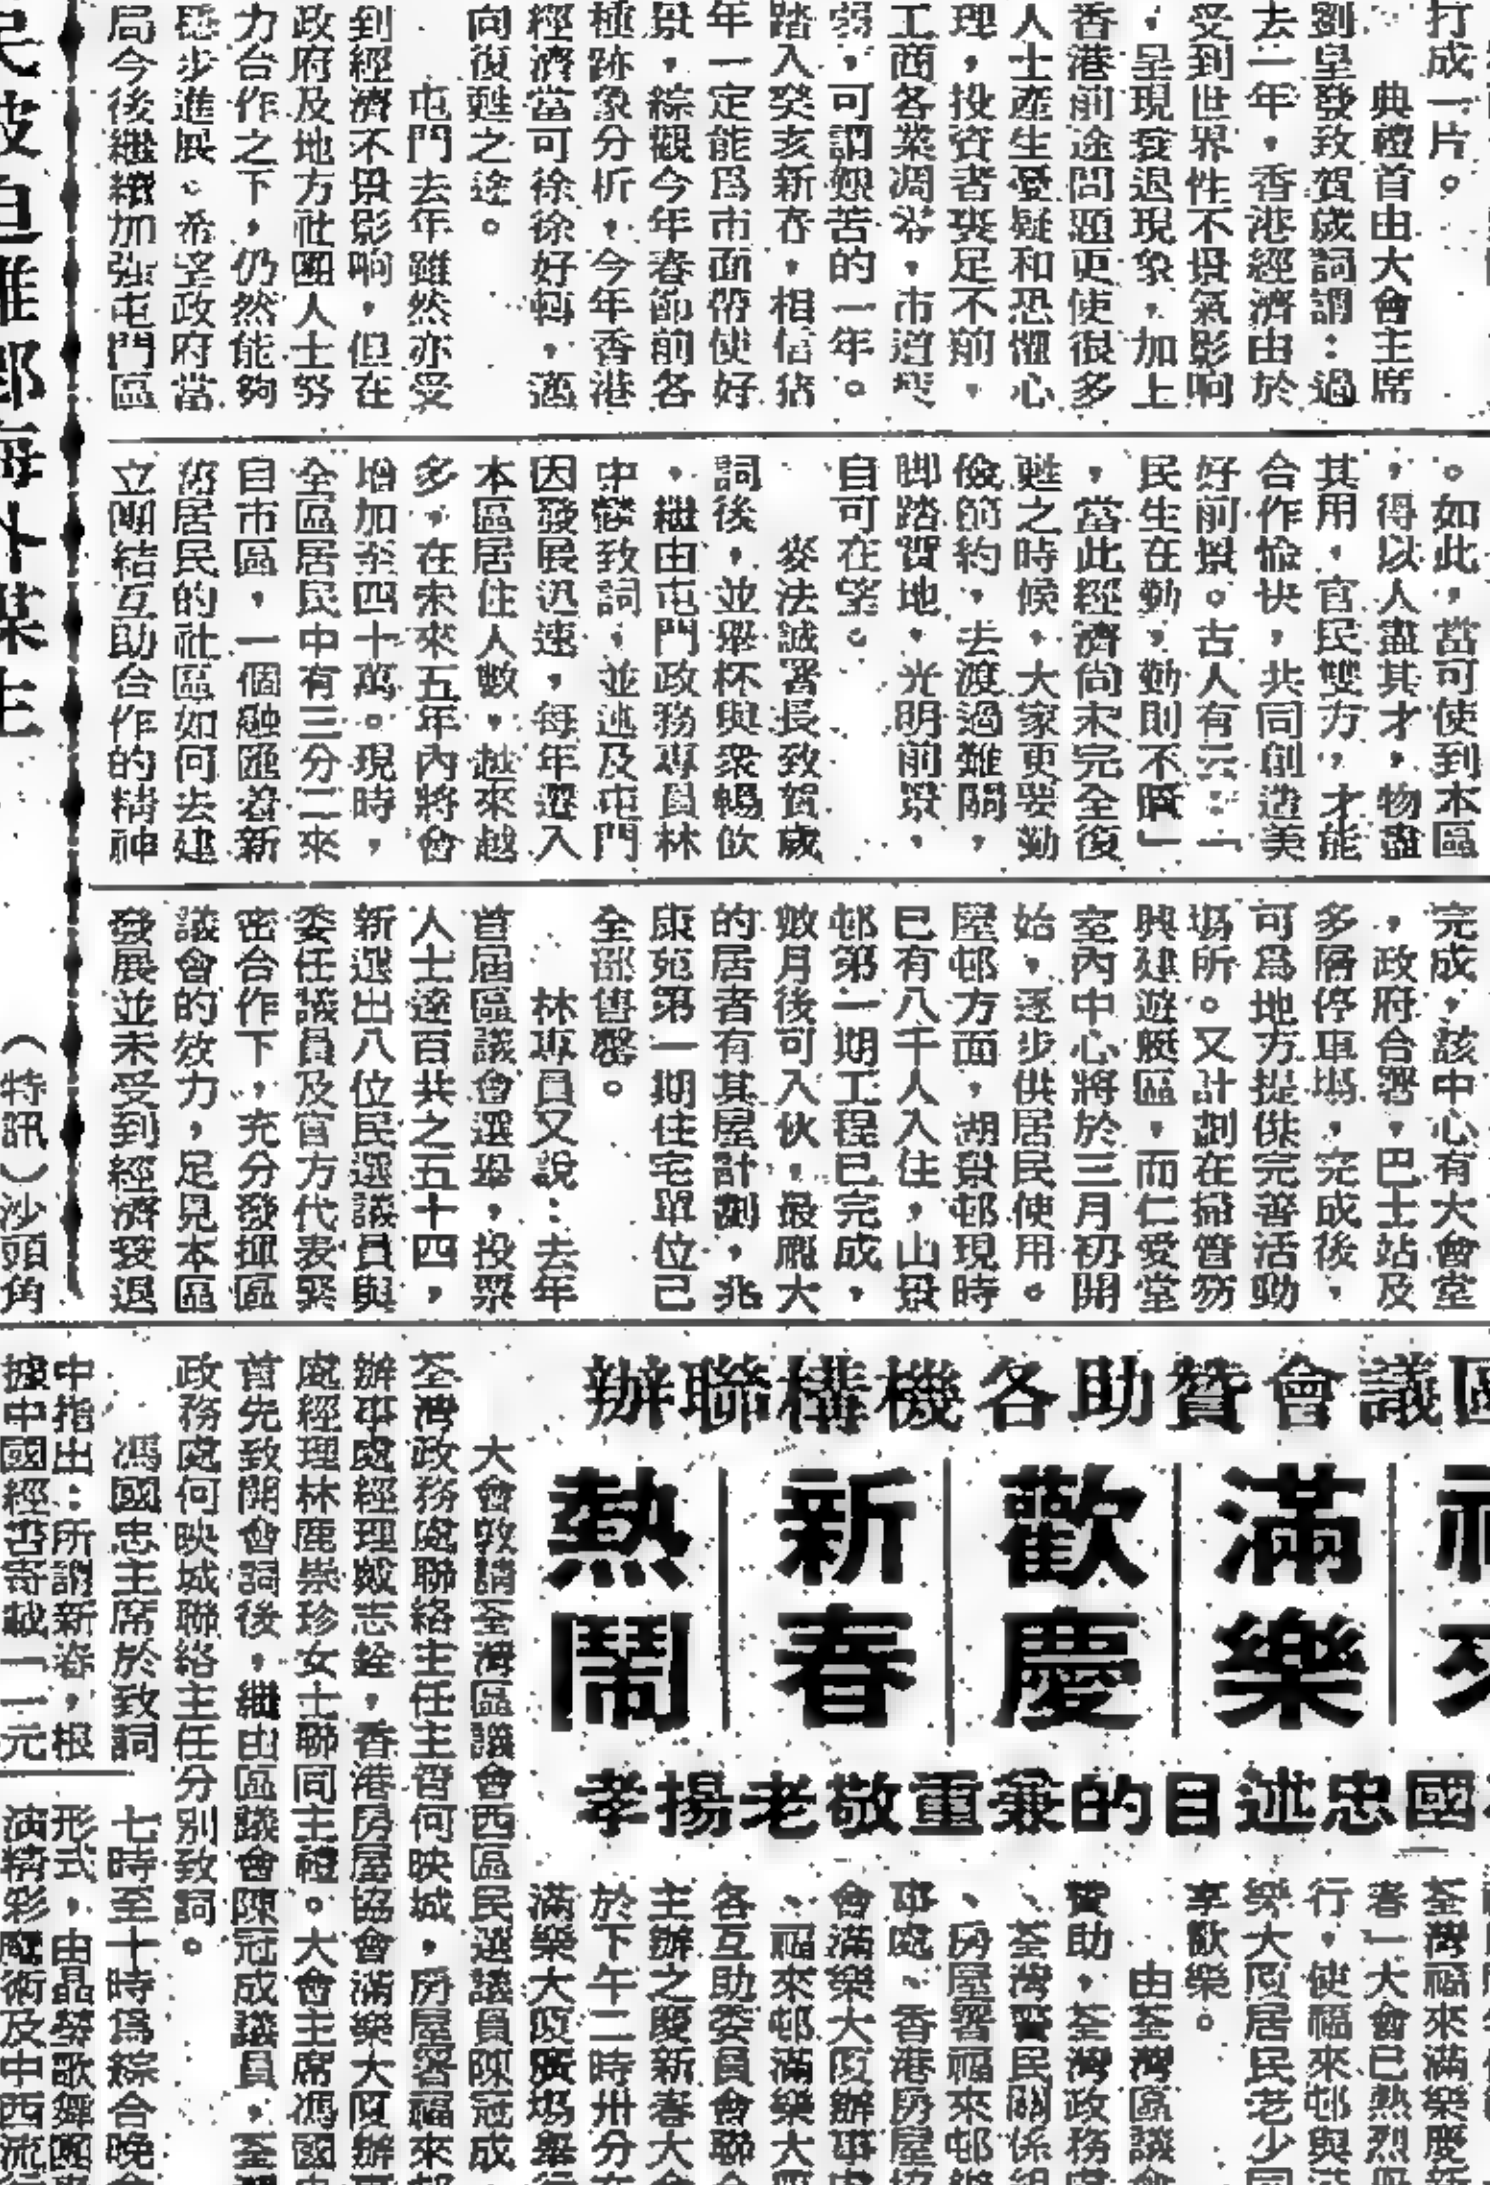 打成一片。
典禮首由大會主席
劉皇發致賀歲詞謂：過
去一年，香港經濟由於
受到世界性不景氣影响
，呈現衰退現象，加上
香港前途問題更使很多
人士產生憂疑和恐懼心
理，投資者裹足不前，
工商各業凋零，市道疲
弱，可謂艱苦的一年。
踏入癸亥新春，相信豬
年一定能爲市面帶使好
景，綜觀今年春節前各
種跡象分析，今年香港
經濟當可徐徐好轉，邁
向復甦之途。
屯門去年雖然亦受
到經濟不景影响，但在
政府及地方社團人士努
力合作之下，仍然能夠
穩步進展。希望政府當
局今後繼續加強屯門區
。如此，當可使到本區
，得以人盡其才，物盡
其用，官民雙方，才能
合作愉快，共同創造美
好前景。古人有云：「
民生在勤，勤則不匱」
，當此經濟尙未完全復
甦之時候，大家更要勤
儉節約，去渡過難關，
脚踏實地，光明前景，
自可在望。
麥法誠署長致賀歲
詞後，並舉杯與衆暢飲
，繼由屯門政務專員林
中麟致詞，並述及屯門
因發展迅速，每年遷入
本區居住人數，越來越
多，在未來五年內將會
增加至四十萬。現時，
全區居民中有三分二來
自市區，一個融匯着新
舊居民的社區如何去建
立團結互助合作的精神
完成，該中心有大會堂
，政府合署，巴士站及
多層停車場，完成後，
可爲地方提供完善活動
場所。又計劃在掃管笏
興建遊艇區，而仁愛堂
室內中心將於三月初開
始，逐步供居民使用。
屋邨方面，湖景邨現時
已有八千人入住，山景
邨第一期工程已完成，
數月後可入伙，最龐大
的居者有其屋計劃，兆
康苑第一期住宅單位已
全部售罄。
林專員又說：去年
首屆區議會選舉，投票
人士逹百共之五十四，
新選出八位民選議員與
委任議員及官方代表緊
密合作下，充分發揮區
議會的效力，足見本區
發展並未受到經濟衰退
（特訊）沙頭角
辦聯構機各助贊會議區
滿樂
歡慶
新春
熱鬧
孝揚老敬重兼的目述忠國
荃灣福來滿樂慶新
春一大會已熱烈舉
行，使福來邨與
樂大廈居民老少同
享歡樂。
由荃灣區議會
贊助，荃灣政務處
、荃灣警民關係組
、房屋署福來邨辦
事處、香港房屋協
會滿樂大廈辦事處
、福來邨滿樂大廈
各互助委員會聯合
主辦之慶新春大會
於下午二時卅分在
滿樂大廈廣場舉行
大會敦請荃灣區議會西區民選議員陳冠成，
荃灣政務處聯絡主任主管何映城，房屋署福來邨
辦事處經理戚志銓，香港房屋協會滿樂大廈辦事
處經理林鹿崇珍女士聯同主禮。大會主席馮國忠
首先致開會詞後，繼由區議會陳冠成議員，荃灣
政務處何映城聯絡主任分別致詞。
馮國忠主席於致詞
中指出：所謂新春，根
據中國經書寄載一一元
七時至十時爲綜合晚會
形式，由晶瑩歌舞團
演精彩魔術及中西流行